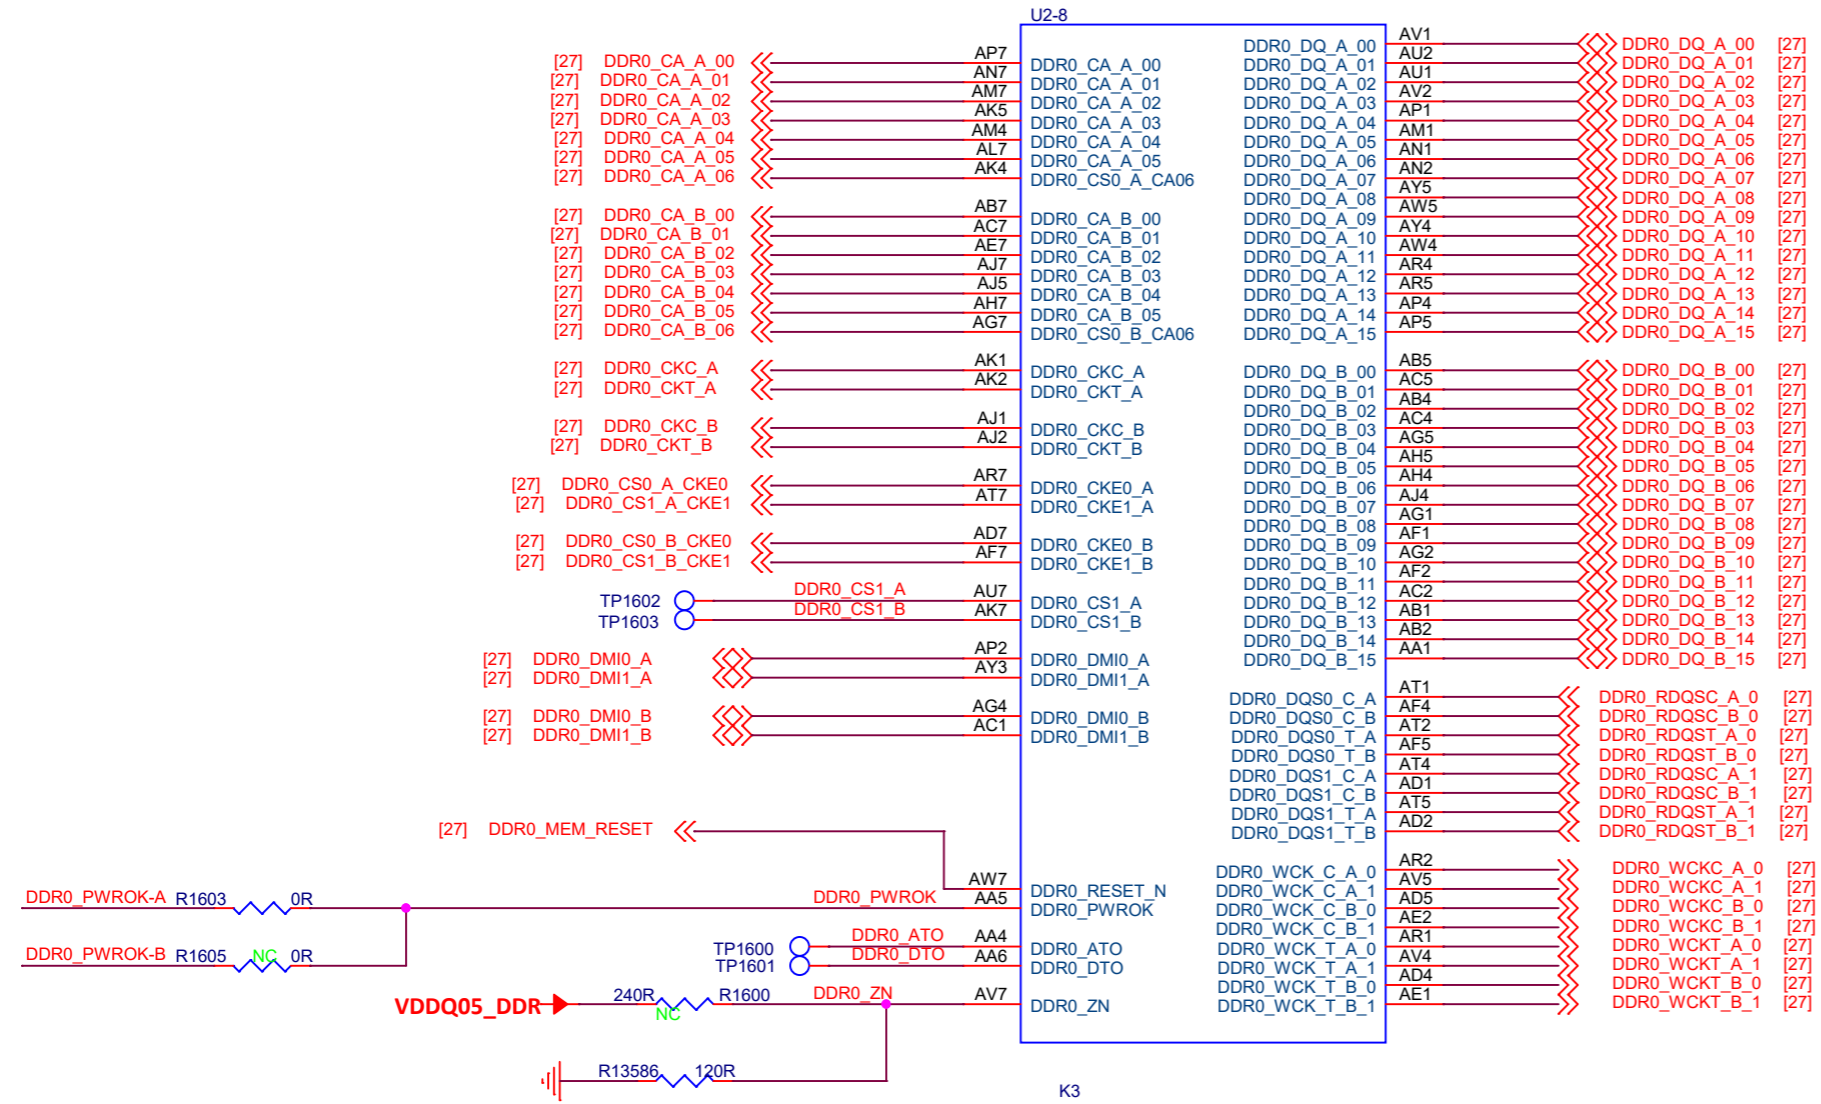 U2-8
[27] DDR0_CA_A_00 AP7 DDR0_CA_A_00 DDR0_DQ_A_00 AV1 DDR0_DQ_A_00 [27]
[27] DDR0_CA_A_01 AN7 DDR0_CA_A_01 DDR0_DQ_A_01 AU2 DDR0_DQ_A_01 [27]
[27] DDR0_CA_A_02 AM7 DDR0_CA_A_02 DDR0_DQ_A_02 AU1 DDR0_DQ_A_02 [27]
[27] DDR0_CA_A_03 AK5 DDR0_CA_A_03 DDR0_DQ_A_03 AV2 DDR0_DQ_A_03 [27]
[27] DDR0_CA_A_04 AM4 DDR0_CA_A_04 DDR0_DQ_A_04 AP1 DDR0_DQ_A_04 [27]
[27] DDR0_CA_A_05 AL7 DDR0_CA_A_05 DDR0_DQ_A_05 AM1 DDR0_DQ_A_05 [27]
[27] DDR0_CA_A_06 AK4 DDR0_CS0_A_CA06 DDR0_DQ_A_06 AN1 DDR0_DQ_A_06 [27]
DDR0_DQ_A_07 AN2 DDR0_DQ_A_07 [27]
DDR0_DQ_A_08 AY5 DDR0_DQ_A_08 [27]
[27] DDR0_CA_B_00 AB7 DDR0_CA_B_00 DDR0_DQ_A_09 AW5 DDR0_DQ_A_09 [27]
[27] DDR0_CA_B_01 AC7 DDR0_CA_B_01 DDR0_DQ_A_10 AY4 DDR0_DQ_A_10 [27]
[27] DDR0_CA_B_02 AE7 DDR0_CA_B_02 DDR0_DQ_A_11 AW4 DDR0_DQ_A_11 [27]
[27] DDR0_CA_B_03 AJ7 DDR0_CA_B_03 DDR0_DQ_A_12 AR4 DDR0_DQ_A_12 [27]
[27] DDR0_CA_B_04 AJ5 DDR0_CA_B_04 DDR0_DQ_A_13 AR5 DDR0_DQ_A_13 [27]
[27] DDR0_CA_B_05 AH7 DDR0_CA_B_05 DDR0_DQ_A_14 AP4 DDR0_DQ_A_14 [27]
[27] DDR0_CA_B_06 AG7 DDR0_CS0_B_CA06 DDR0_DQ_A_15 AP5 DDR0_DQ_A_15 [27]
[27] DDR0_CKC_A AK1 DDR0_CKC_A DDR0_DQ_B_00 AB5 DDR0_DQ_B_00 [27]
[27] DDR0_CKT_A AK2 DDR0_CKT_A DDR0_DQ_B_01 AC5 DDR0_DQ_B_01 [27]
DDR0_DQ_B_02 AB4 DDR0_DQ_B_02 [27]
[27] DDR0_CKC_B AJ1 DDR0_CKC_B DDR0_DQ_B_03 AC4 DDR0_DQ_B_03 [27]
[27] DDR0_CKT_B AJ2 DDR0_CKT_B DDR0_DQ_B_04 AG5 DDR0_DQ_B_04 [27]
DDR0_DQ_B_05 AH5 DDR0_DQ_B_05 [27]
[27] DDR0_CS0_A_CKE0 AR7 DDR0_CKE0_A DDR0_DQ_B_06 AH4 DDR0_DQ_B_06 [27]
[27] DDR0_CS1_A_CKE1 AT7 DDR0_CKE1_A DDR0_DQ_B_07 AJ4 DDR0_DQ_B_07 [27]
DDR0_DQ_B_08 AG1 DDR0_DQ_B_08 [27]
[27] DDR0_CS0_B_CKE0 AD7 DDR0_CKE0_B DDR0_DQ_B_09 AF1 DDR0_DQ_B_09 [27]
[27] DDR0_CS1_B_CKE1 AF7 DDR0_CKE1_B DDR0_DQ_B_10 AG2 DDR0_DQ_B_10 [27]
DDR0_DQ_B_11 AF2 DDR0_DQ_B_11 [27]
TP1602 DDR0_CS1_A AU7 DDR0_CS1_A DDR0_DQ_B_12 AC2 DDR0_DQ_B_12 [27]
TP1603 DDR0_CS1_B AK7 DDR0_CS1_B DDR0_DQ_B_13 AB1 DDR0_DQ_B_13 [27]
DDR0_DQ_B_14 AB2 DDR0_DQ_B_14 [27]
[27] DDR0_DMI0_A AP2 DDR0_DMI0_A DDR0_DQ_B_15 AA1 DDR0_DQ_B_15 [27]
[27] DDR0_DMI1_A AY3 DDR0_DMI1_A
DDR0_DQS0_C_A AT1 DDR0_RDQSC_A_0 [27]
[27] DDR0_DMI0_B AG4 DDR0_DMI0_B DDR0_DQS0_C_B AF4 DDR0_RDQSC_B_0 [27]
[27] DDR0_DMI1_B AC1 DDR0_DMI1_B DDR0_DQS0_T_A AT2 DDR0_RDQST_A_0 [27]
DDR0_DQS0_T_B AF5 DDR0_RDQST_B_0 [27]
DDR0_DQS1_C_A AT4 DDR0_RDQSC_A_1 [27]
DDR0_DQS1_C_B AD1 DDR0_RDQSC_B_1 [27]
DDR0_DQS1_T_A AT5 DDR0_RDQST_A_1 [27]
[27] DDR0_MEM_RESET DDR0_DQS1_T_B AD2 DDR0_RDQST_B_1 [27]
DDR0_WCK_C_A_0 AR2 DDR0_WCKC_A_0 [27]
AW7 DDR0_RESET_N DDR0_WCK_C_A_1 AV5 DDR0_WCKC_A_1 [27]
DDR0_PWROK-A R1603 0R DDR0_PWROK AA5 DDR0_PWROK DDR0_WCK_C_B_0 AD5 DDR0_WCKC_B_0 [27]
DDR0_WCK_C_B_1 AE2 DDR0_WCKC_B_1 [27]
TP1600 DDR0_ATO AA4 DDR0_ATO DDR0_WCK_T_A_0 AR1 DDR0_WCKT_A_0 [27]
DDR0_PWROK-B R1605 NC 0R TP1601 DDR0_DTO AA6 DDR0_DTO DDR0_WCK_T_A_1 AV4 DDR0_WCKT_A_1 [27]
DDR0_WCK_T_B_0 AD4 DDR0_WCKT_B_0 [27]
VDDQ05_DDR 240R NC R1600 DDR0_ZN AV7 DDR0_ZN DDR0_WCK_T_B_1 AE1 DDR0_WCKT_B_1 [27]
R13586 120R
K3